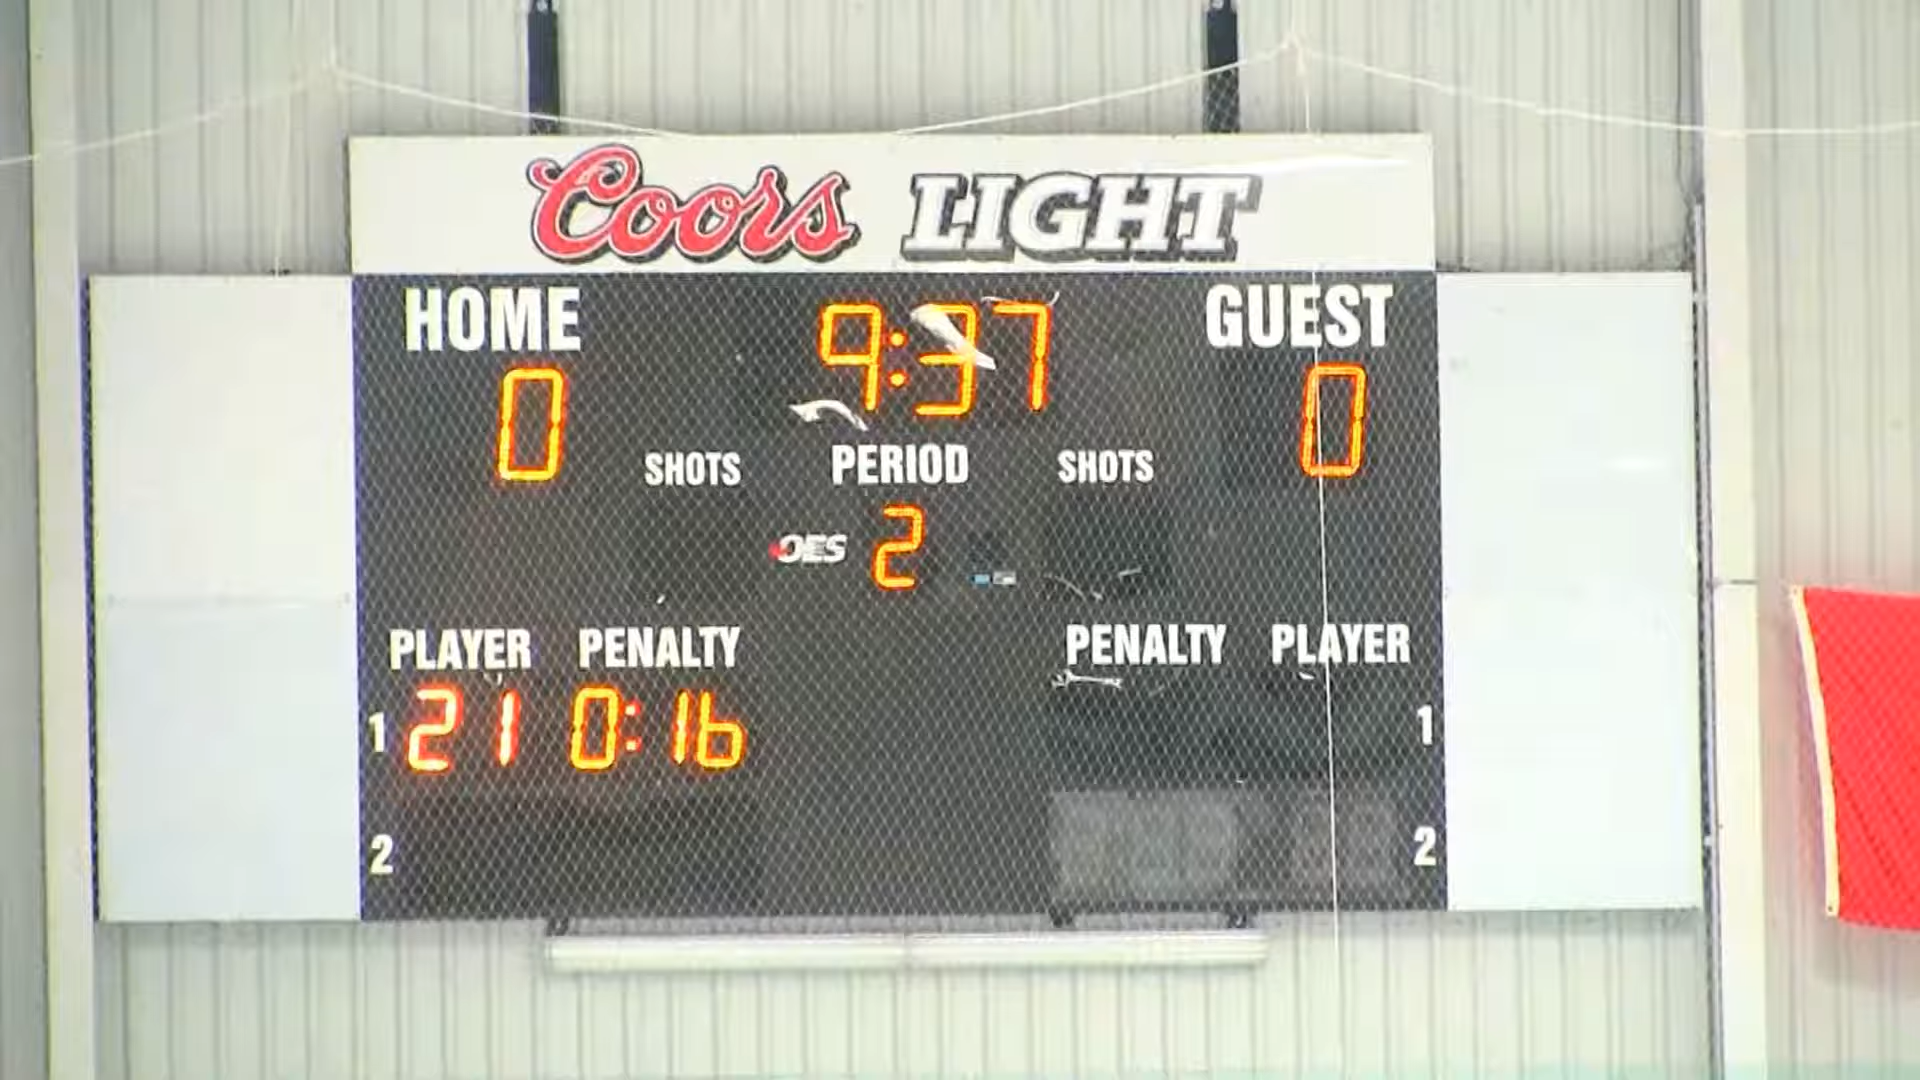 Coors LIGHT
HOME 9:37 GUEST
0 0
SHOTS PERIOD SHOTS
OES 2
PLAYER PENALTY PENALTY PLAYER
1 21 0:16 1
2 2